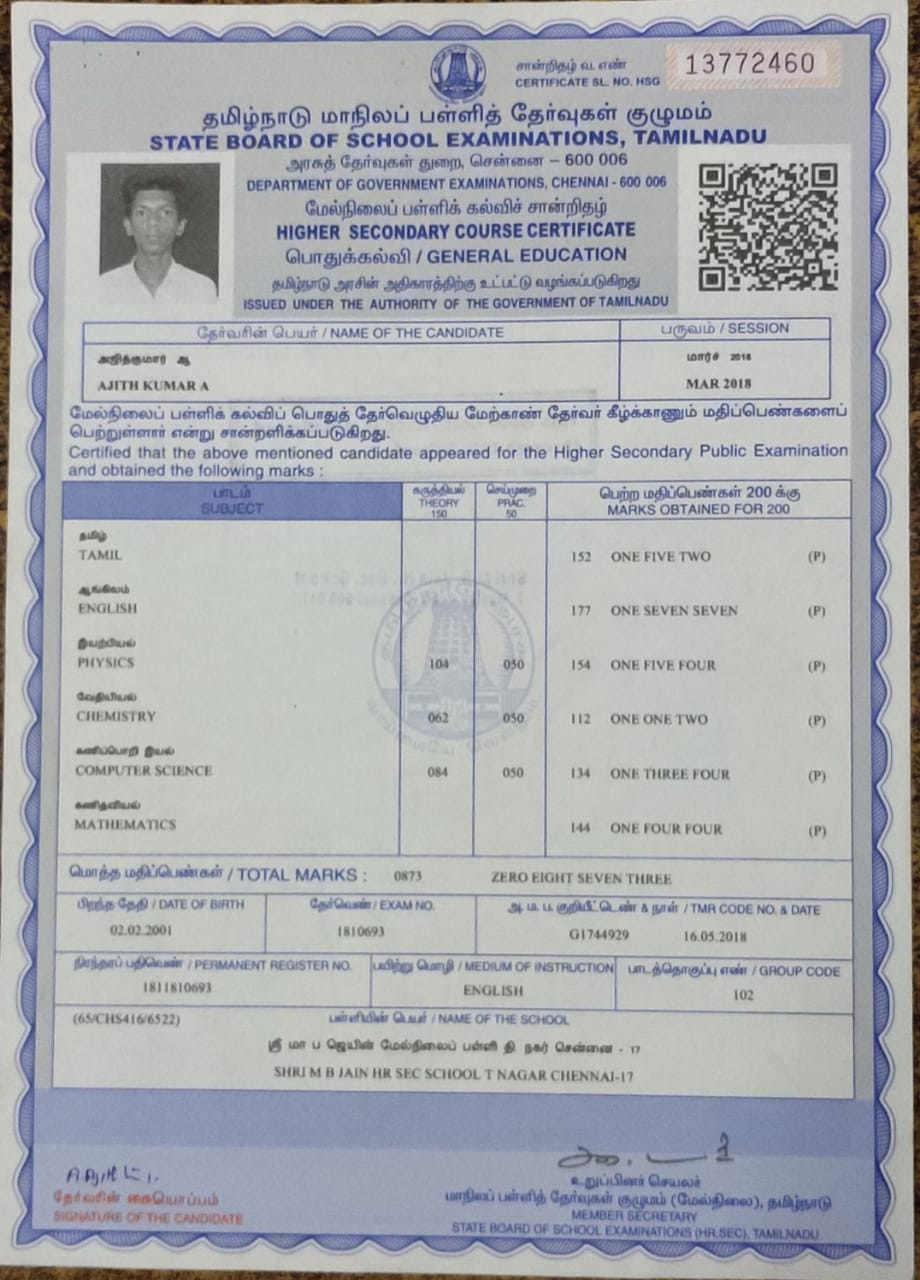 சான்றிதழ் வ. எண்
CERTIFICATE SL. NO. HSG 13772460
தமிழ்நாடு மாநிலப் பள்ளித் தேர்வுகள் குழுமம்
STATE BOARD OF SCHOOL EXAMINATIONS, TAMILNADU
அரசுத் தேர்வுகள் துறை, சென்னை – 600 006
DEPARTMENT OF GOVERNMENT EXAMINATIONS, CHENNAI - 600 006
மேல்நிலைப் பள்ளிக் கல்விச் சான்றிதழ்
HIGHER SECONDARY COURSE CERTIFICATE
பொதுக்கல்வி / GENERAL EDUCATION
தமிழ்நாடு அரசின் அதிகாரத்திற்கு உட்பட்டு வழங்கப்படுகிறது
ISSUED UNDER THE AUTHORITY OF THE GOVERNMENT OF TAMILNADU
தேர்வரின் பெயர் / NAME OF THE CANDIDATE பருவம் / SESSION
அஜித்குமார் ஆ மார்ச் 2018
AJITH KUMAR A MAR 2018
மேல்நிலைப் பள்ளிக் கல்விப் பொதுத் தேர்வெழுதிய மேற்காண் தேர்வர் கீழ்க்காணும் மதிப்பெண்களைப்
பெற்றுள்ளார் என்று சான்றளிக்கப்படுகிறது.
Certified that the above mentioned candidate appeared for the Higher Secondary Public Examination
and obtained the following marks :
பாடம் கருத்தியல் செய்முறை பெற்ற மதிப்பெண்கள் 200 க்கு
SUBJECT THEORY PRAC. MARKS OBTAINED FOR 200
150 50
தமிழ்
TAMIL 152 ONE FIVE TWO (P)
ஆங்கிலம்
ENGLISH 177 ONE SEVEN SEVEN (P)
இயற்பியல்
PHYSICS 104 050 154 ONE FIVE FOUR (P)
வேதியியல்
CHEMISTRY 062 050 112 ONE ONE TWO (P)
கணிப்பொறி இயல்
COMPUTER SCIENCE 084 050 134 ONE THREE FOUR (P)
கணிதவியல்
MATHEMATICS 144 ONE FOUR FOUR (P)
மொத்த மதிப்பெண்கள் / TOTAL MARKS : 0873 ZERO EIGHT SEVEN THREE
பிறந்த தேதி / DATE OF BIRTH தேர்வெண் / EXAM NO. அ. ம. ப. குறியீட்டெண் & நாள் / TMR CODE NO. & DATE
02.02.2001 1810693 G1744929 16.05.2018
நிரந்தரப் பதிவெண் / PERMANENT REGISTER NO. பயிற்று மொழி / MEDIUM OF INSTRUCTION பாடத்தொகுப்பு எண் / GROUP CODE
1811810693 ENGLISH 102
(65/CHS416/6522) பள்ளியின் பெயர் / NAME OF THE SCHOOL
ஸ்ரீ மா ப ஜெயின் மேல்நிலைப் பள்ளி தி. நகர் சென்னை - 17
SHRI M B JAIN HR SEC SCHOOL T NAGAR CHENNAI-17
தேர்வரின் கையொப்பம்
SIGNATURE OF THE CANDIDATE
உறுப்பினர் செயலர்
மாநிலப் பள்ளித் தேர்வுகள் குழுமம் (மேல்நிலை), தமிழ்நாடு
MEMBER SECRETARY
STATE BOARD OF SCHOOL EXAMINATIONS (HR.SEC), TAMILNADU